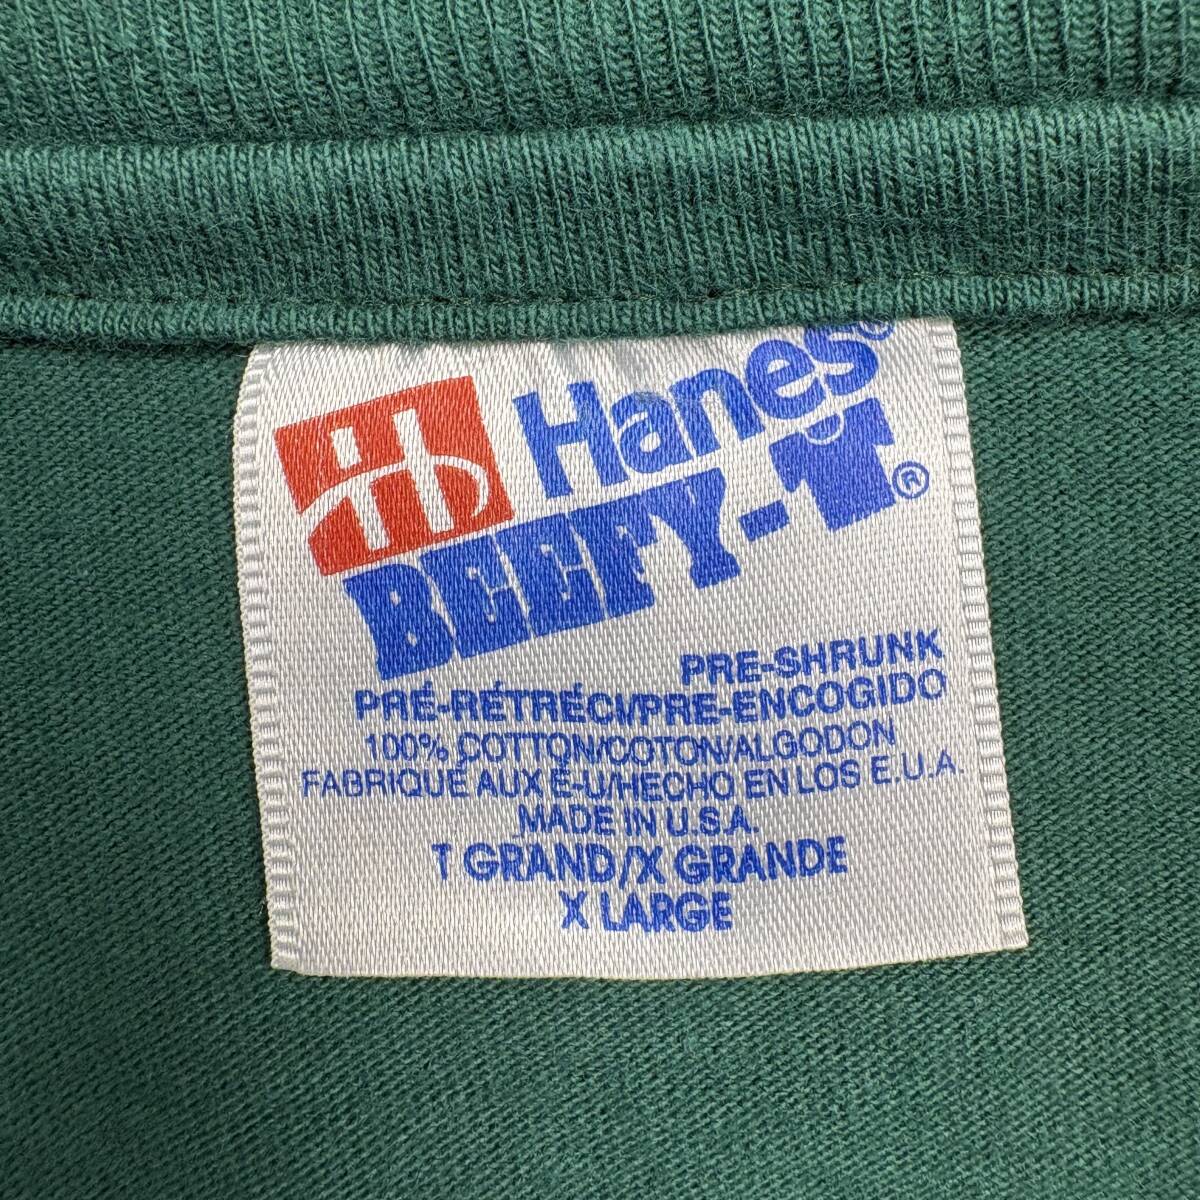 Hanes®
BEEFY-T®
PRE-SHRUNK
PRÉ-RÉTRÉCI/PRE-ENCOGIDO
100% COTTON/COTON/ALGODON
FABRIQUE AUX É-U/HECHO EN LOS E.U.A.
MADE IN U.S.A.
T GRAND/X GRANDE
X LARGE